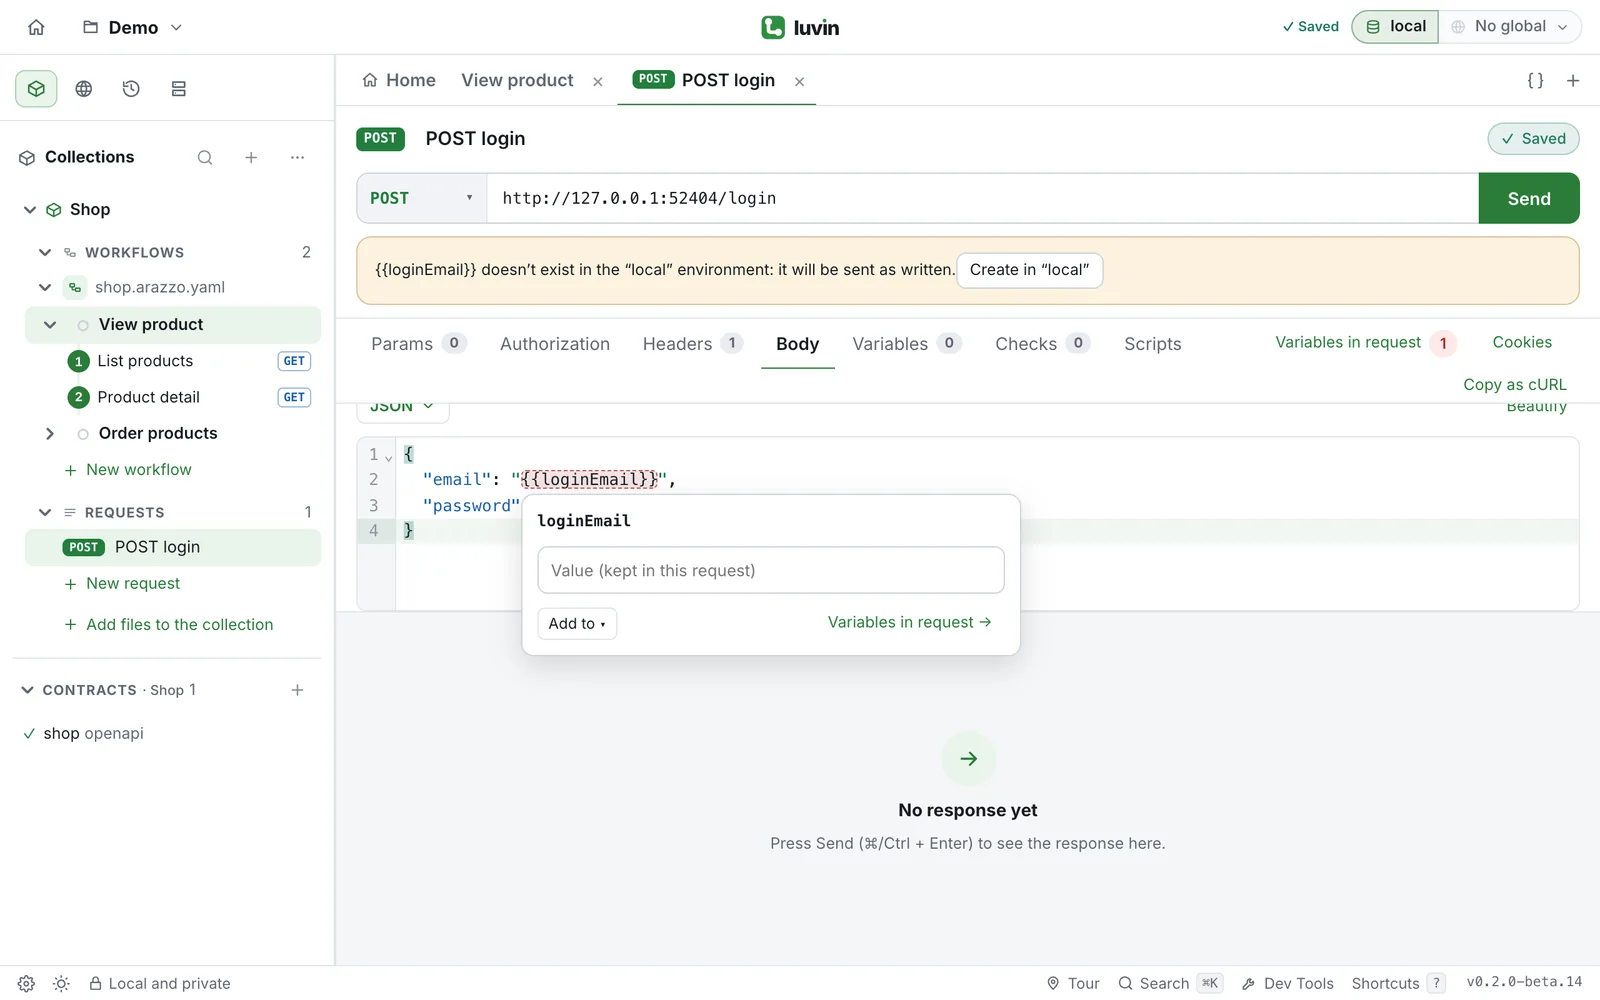 Demo
luvin
Saved
local
No global
Home
View product
POST
POST login
{}
Collections
POST
POST login
Saved
Shop
POST
http://127.0.0.1:52404/login
Send
WORKFLOWS
2
shop.arazzo.yaml
{{loginEmail}} doesn’t exist in the “local” environment: it will be sent as written.
Create in “local”
View product
1 List products GET
2 Product detail GET
Order products
+ New workflow
Params 0
Authorization
Headers 1
Body
Variables 0
Checks 0
Scripts
Variables in request 1
Cookies
Copy as cURL
JSON
Beautify
1 {
2 "email": "{{loginEmail}}",
3 "password"
4 }
REQUESTS
1
POST POST login
+ New request
+ Add files to the collection
loginEmail
Value (kept in this request)
Add to
Variables in request →
CONTRACTS · Shop 1
shop openapi
No response yet
Press Send (⌘/Ctrl + Enter) to see the response here.
Local and private
Tour
Search ⌘K
Dev Tools
Shortcuts ?
v0.2.0-beta.14